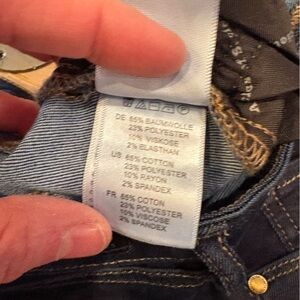 DE 65% BAUMWOLLE
23% POLYESTER
10% VISKOSE
2% ELASTHAN
US 65% COTTON
23% POLYESTER
10% RAYON
2% SPANDEX
FR 65% COTON
23% POLYESTER
10% VISCOSE
2% SPANDEX